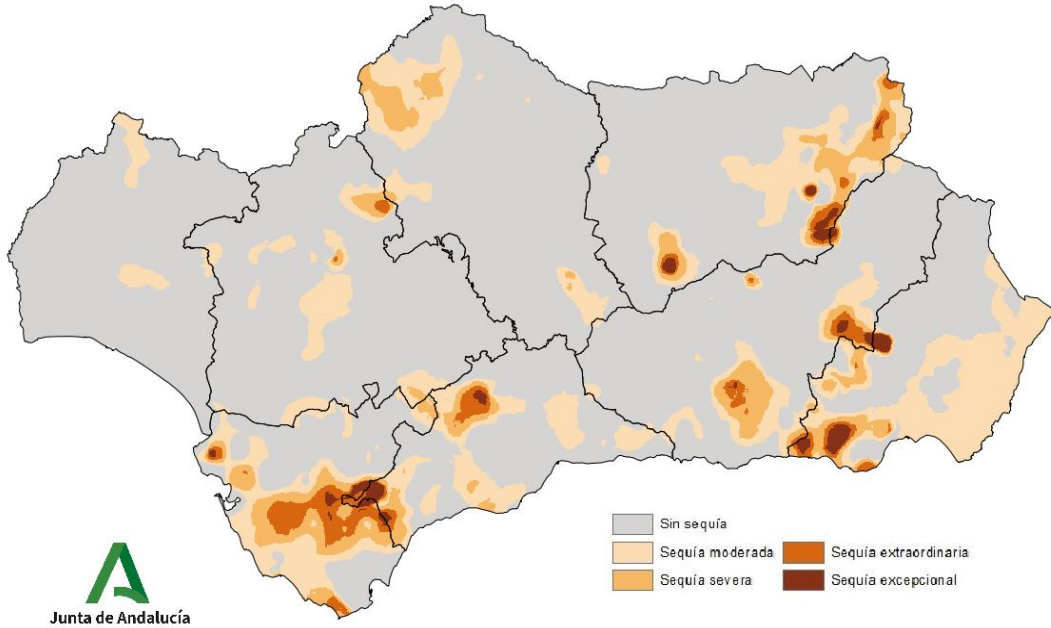 Sin sequía
Sequía moderada
Sequía extraordinaria
Sequía severa
Sequía excepcional
Junta de Andalucía